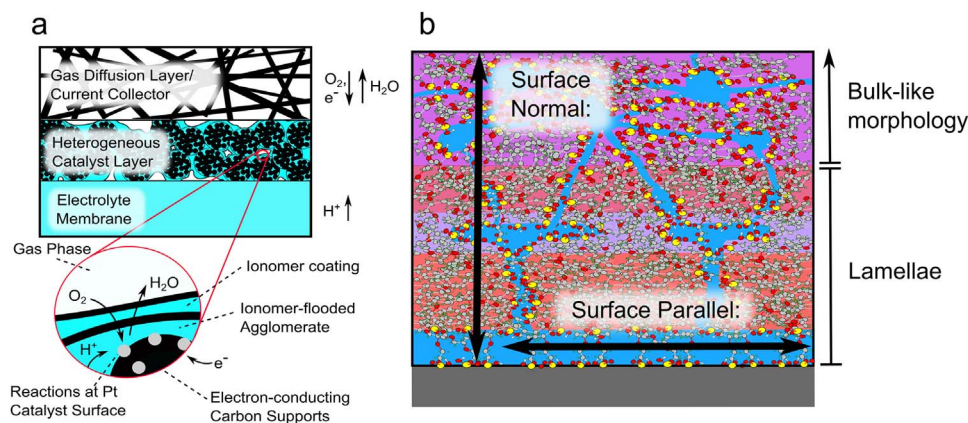 a
Gas Diffusion Layer/
Current Collector
O₂,
e⁻
H₂O
Heterogeneous
Catalyst Layer
Electrolyte
Membrane
H⁺
Gas Phase
H₂O
O₂
H⁺
Ionomer coating
Ionomer-flooded
Agglomerate
e⁻
Reactions at Pt
Catalyst Surface
Electron-conducting
Carbon Supports
b
Surface
Normal:
Surface Parallel:
Bulk-like
morphology
Lamellae